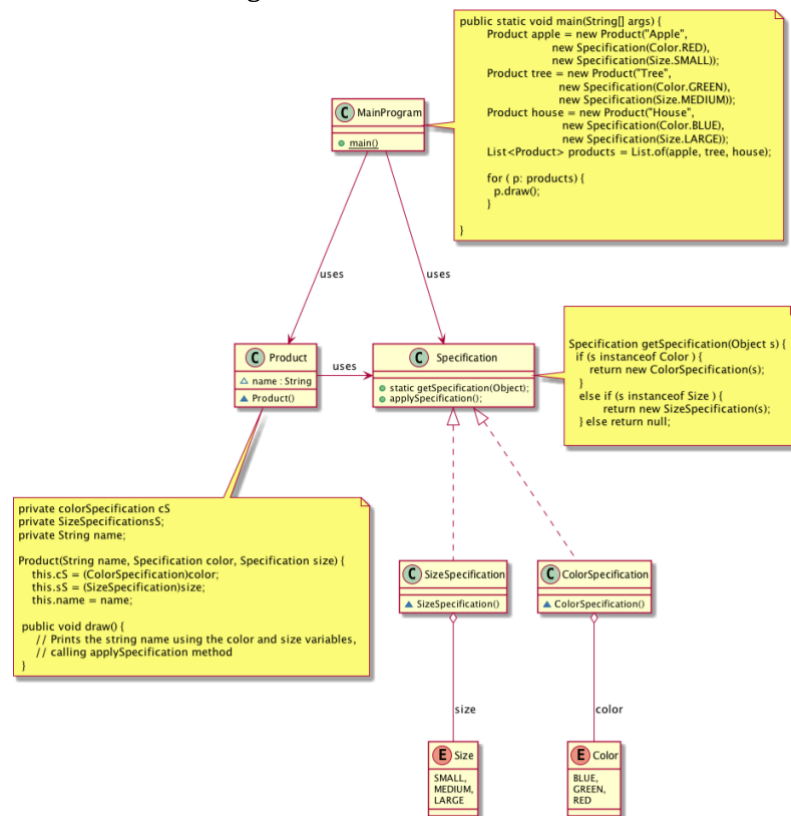 public static void main(String[] args) {
Product apple = new Product("Apple",
new Specification(Color.RED),
new Specification(Size.SMALL));
Product tree = new Product("Tree",
new Specification(Color.GREEN),
new Specification(Size.MEDIUM));
Product house = new Product("House",
new Specification(Color.BLUE),
new Specification(Size.LARGE));
List<Product> products = List.of(apple, tree, house);
for ( p: products) {
p.draw();
}
}
C MainProgram
main()
uses
uses
C Product
name : String
Product()
uses
C Specification
static getSpecification(Object);
applySpecification();
Specification getSpecification(Object s) {
if (s instanceof Color ) {
return new ColorSpecification(s);
}
else if (s instanceof Size ) {
return new SizeSpecification(s);
} else return null;
private colorSpecification cS
private SizeSpecificationsS;
private String name;
Product(String name, Specification color, Specification size) {
this.cS = (ColorSpecification)color;
this.sS = (SizeSpecification)size;
this.name = name;
public void draw() {
// Prints the string name using the color and size variables,
// calling applySpecification method
}
C SizeSpecification
SizeSpecification()
C ColorSpecification
ColorSpecification()
size
color
E Size
SMALL,
MEDIUM,
LARGE
E Color
BLUE,
GREEN,
RED